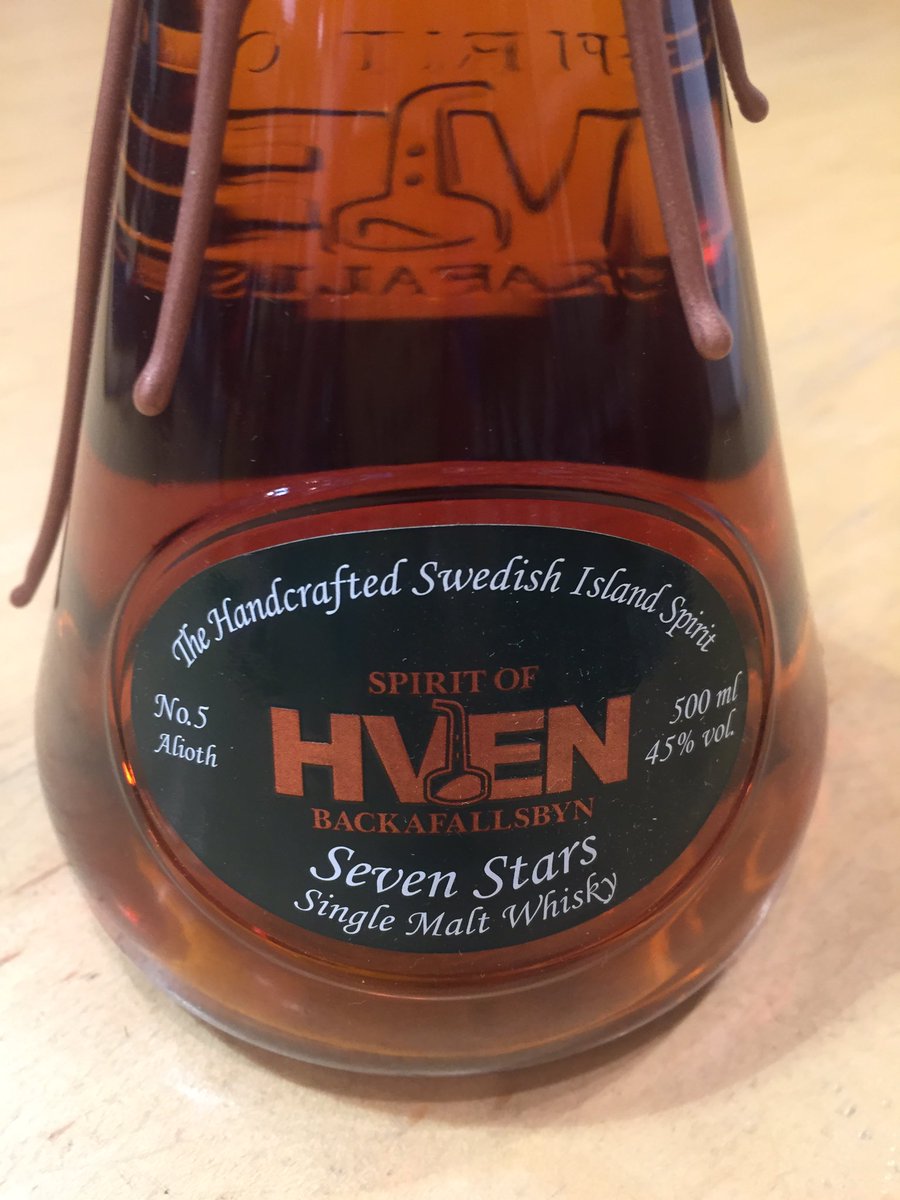 The Handcrafted Swedish Island Spirit
No.5
Alioth
SPIRIT OF
HVEN
BACKAFALLSBYN
500 ml
45% vol.
Seven Stars
Single Malt Whisky